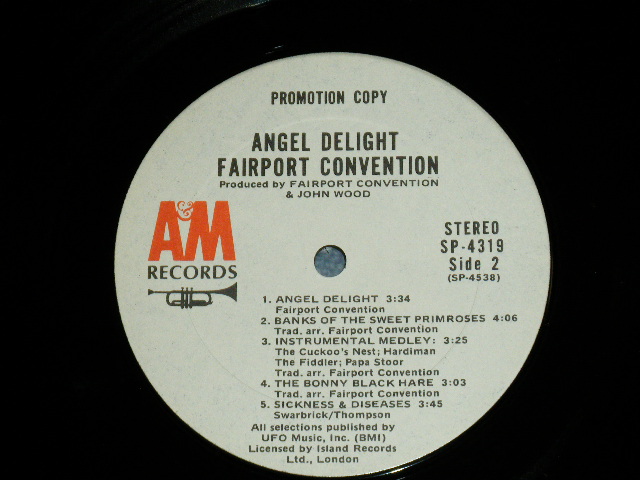 PROMOTION COPY
ANGEL DELIGHT
FAIRPORT CONVENTION
Produced by FAIRPORT CONVENTION
& JOHN WOOD
A&M
RECORDS
STEREO
SP-4319
Side 2
(SP-4538)
1. ANGEL DELIGHT 3:34
Fairport Convention
2. BANKS OF THE SWEET PRIMROSES 4:06
Trad. arr. Fairport Convention
3. INSTRUMENTAL MEDLEY: 3:25
The Cuckoo's Nest; Hardiman
The Fiddler; Papa Stoor
Trad. arr. Fairport Convention
4. THE BONNY BLACK HARE 3:03
Trad. arr. Fairport Convention
5. SICKNESS & DISEASES 3:45
Swarbrick/Thompson
All selections published by
UFO Music, Inc. (BMI)
Licensed by Island Records
Ltd., London